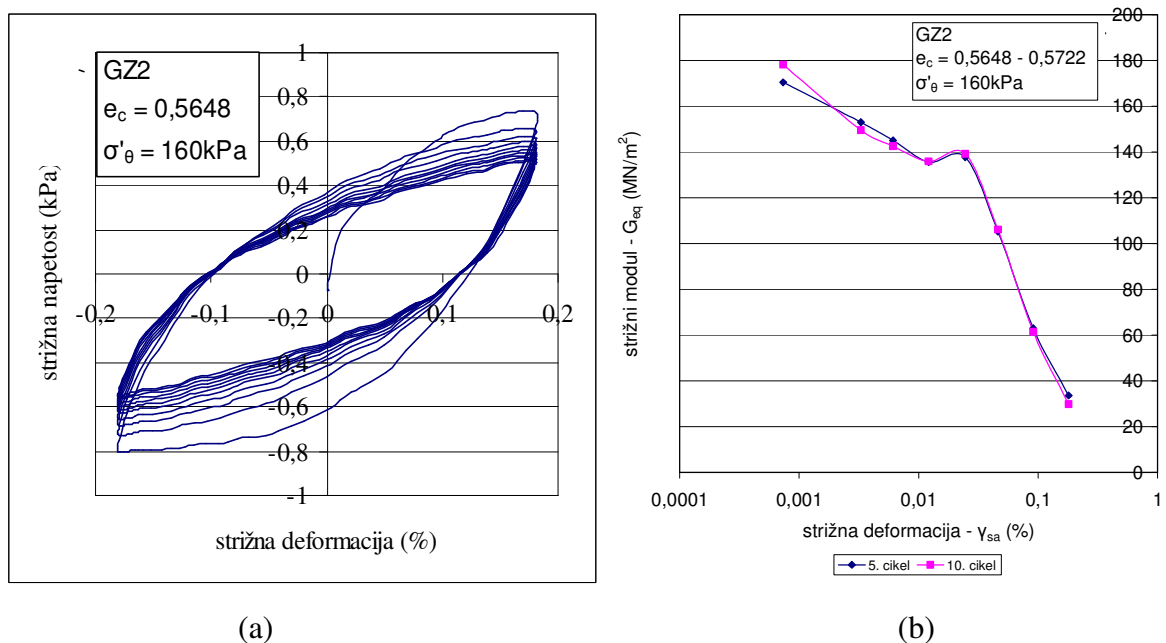 GZ2
e_c = 0,5648
σ'_θ = 160kPa
1
0,8
0,6
0,4
0,2
0
-0,2
-0,4
-0,6
-0,8
-1
-0,2
-0,1
0
0,1
0,2
strižna napetost (kPa)
strižna deformacija (%)
(a)
GZ2
e_c = 0,5648 - 0,5722
σ'_θ = 160kPa
200
180
160
140
120
100
80
60
40
20
0
0,0001
0,001
0,01
0,1
1
strižni modul - G_eq (MN/m²)
strižna deformacija - γ_sa (%)
5. cikel
10. cikel
(b)